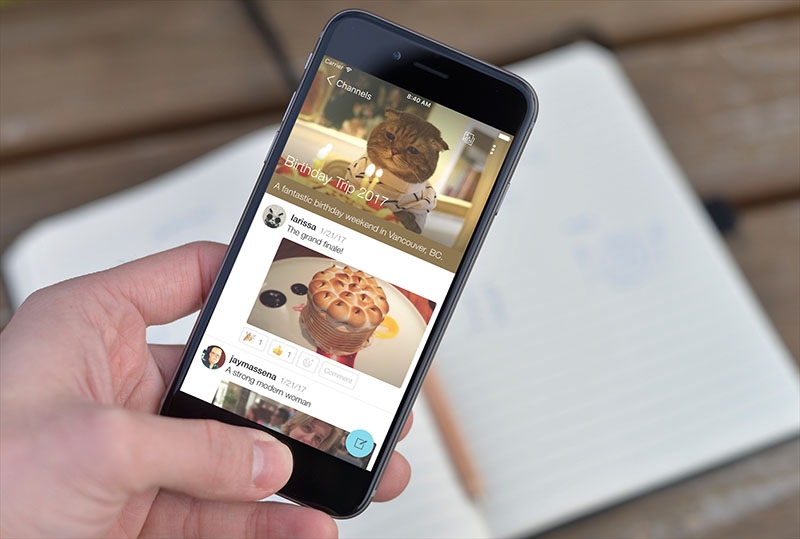 Carrier
8:40 AM
Channels
Birthday Trip 2017
A fantastic birthday weekend in Vancouver, BC.
larissa 1/21/17
The grand finale!
1
1
Comment
jaymassena 1/21/17
A strong modern woman